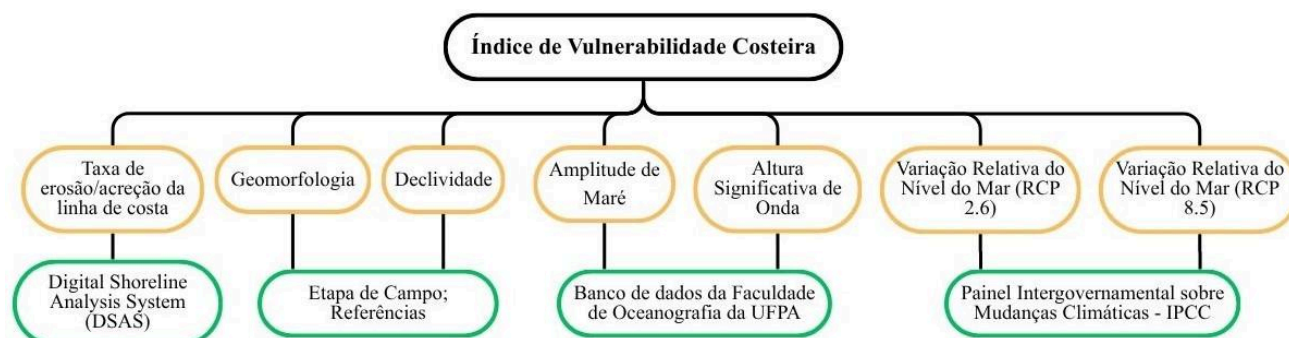 Índice de Vulnerabilidade Costeira
Taxa de
erosão/acreção da
linha de costa
Geomorfologia
Declividade
Amplitude de
Maré
Altura
Significativa de
Onda
Variação Relativa do
Nível do Mar (RCP
2.6)
Variação Relativa do
Nível do Mar (RCP
8.5)
Digital Shoreline
Analysis System
(DSAS)
Etapa de Campo;
Referências
Banco de dados da Faculdade
de Oceanografia da UFPA
Painel Intergovernamental sobre
Mudanças Climáticas - IPCC